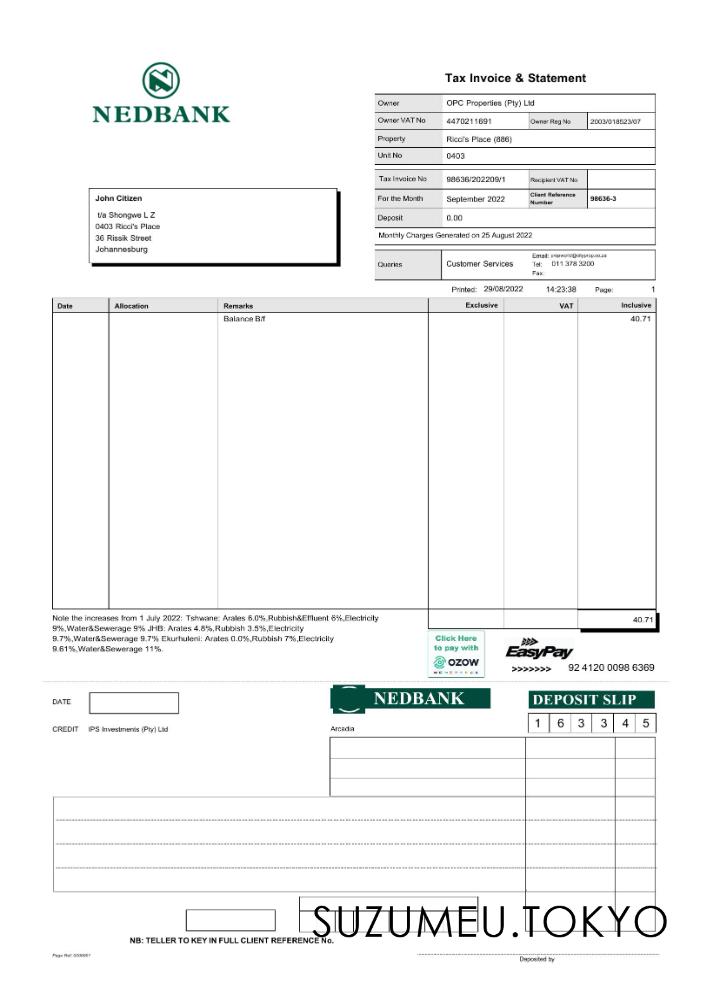 NEDBANK
Tax Invoice & Statement
Owner OPC Properties (Pty) Ltd
Owner VAT No 4470211691 Owner Reg No 2003/018523/07
Property Ricci's Place (886)
Unit No 0403
Tax Invoice No 98636/202209/1 Recipient VAT No
For the Month September 2022 Client Reference Number 98636-3
Deposit 0.00
Monthly Charges Generated on 25 August 2022
Queries Customer Services Email:
Tel: 011 378 3200
Fax:
John Citizen
t/a Shongwe L Z
0403 Ricci's Place
36 Rissik Street
Johannesburg
Printed: 29/08/2022 14:23:38 Page: 1
Date Allocation Remarks Exclusive VAT Inclusive
Balance B/f 40.71
40.71
Note the increases from 1 July 2022: Tshwane: Arates 6.0%,Rubbish&Effluent 6%,Electricity
9%,Water&Sewerage 9% JHB: Arates 4.8%,Rubbish 3.5%,Electricity
9.7%,Water&Sewerage 9.7% Ekurhuleni: Arates 0.0%,Rubbish 7%,Electricity
9.61%,Water&Sewerage 11%.
Click Here
to pay with
OZOW
EasyPay
>>>>>>> 92 4120 0098 6369
DATE
NEDBANK
DEPOSIT SLIP
CREDIT IPS Investments (Pty) Ltd
Arcadia
1 6 3 3 4 5
SUZUMEU.TOKYO
NB: TELLER TO KEY IN FULL CLIENT REFERENCE No.
Deposited by